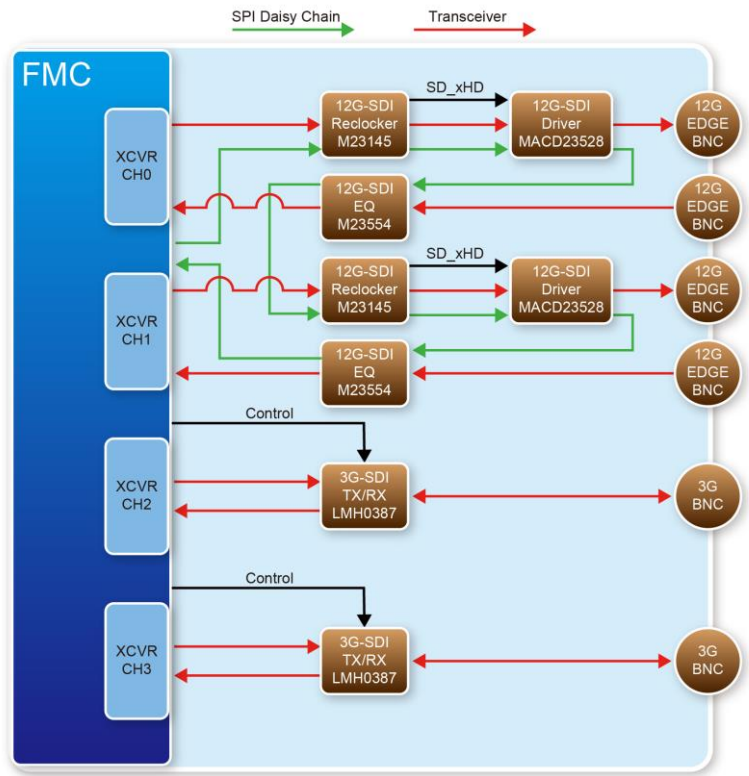 SPI Daisy Chain
Transceiver
FMC
XCVR
CH0
12G-SDI
Reclocker
M23145
SD_xHD
12G-SDI
Driver
MACD23528
12G
EDGE
BNC
12G-SDI
EQ
M23554
12G
EDGE
BNC
XCVR
CH1
12G-SDI
Reclocker
M23145
SD_xHD
12G-SDI
Driver
MACD23528
12G
EDGE
BNC
12G-SDI
EQ
M23554
12G
EDGE
BNC
Control
XCVR
CH2
3G-SDI
TX/RX
LMH0387
3G
BNC
Control
XCVR
CH3
3G-SDI
TX/RX
LMH0387
3G
BNC